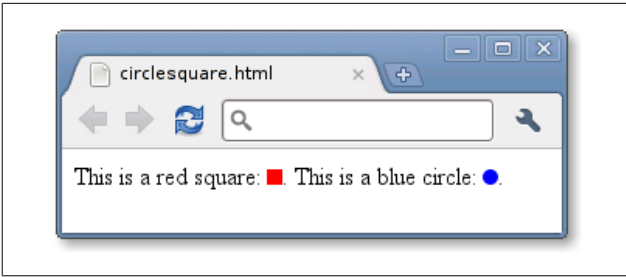 circlesquare.html
This is a red square: . This is a blue circle: .